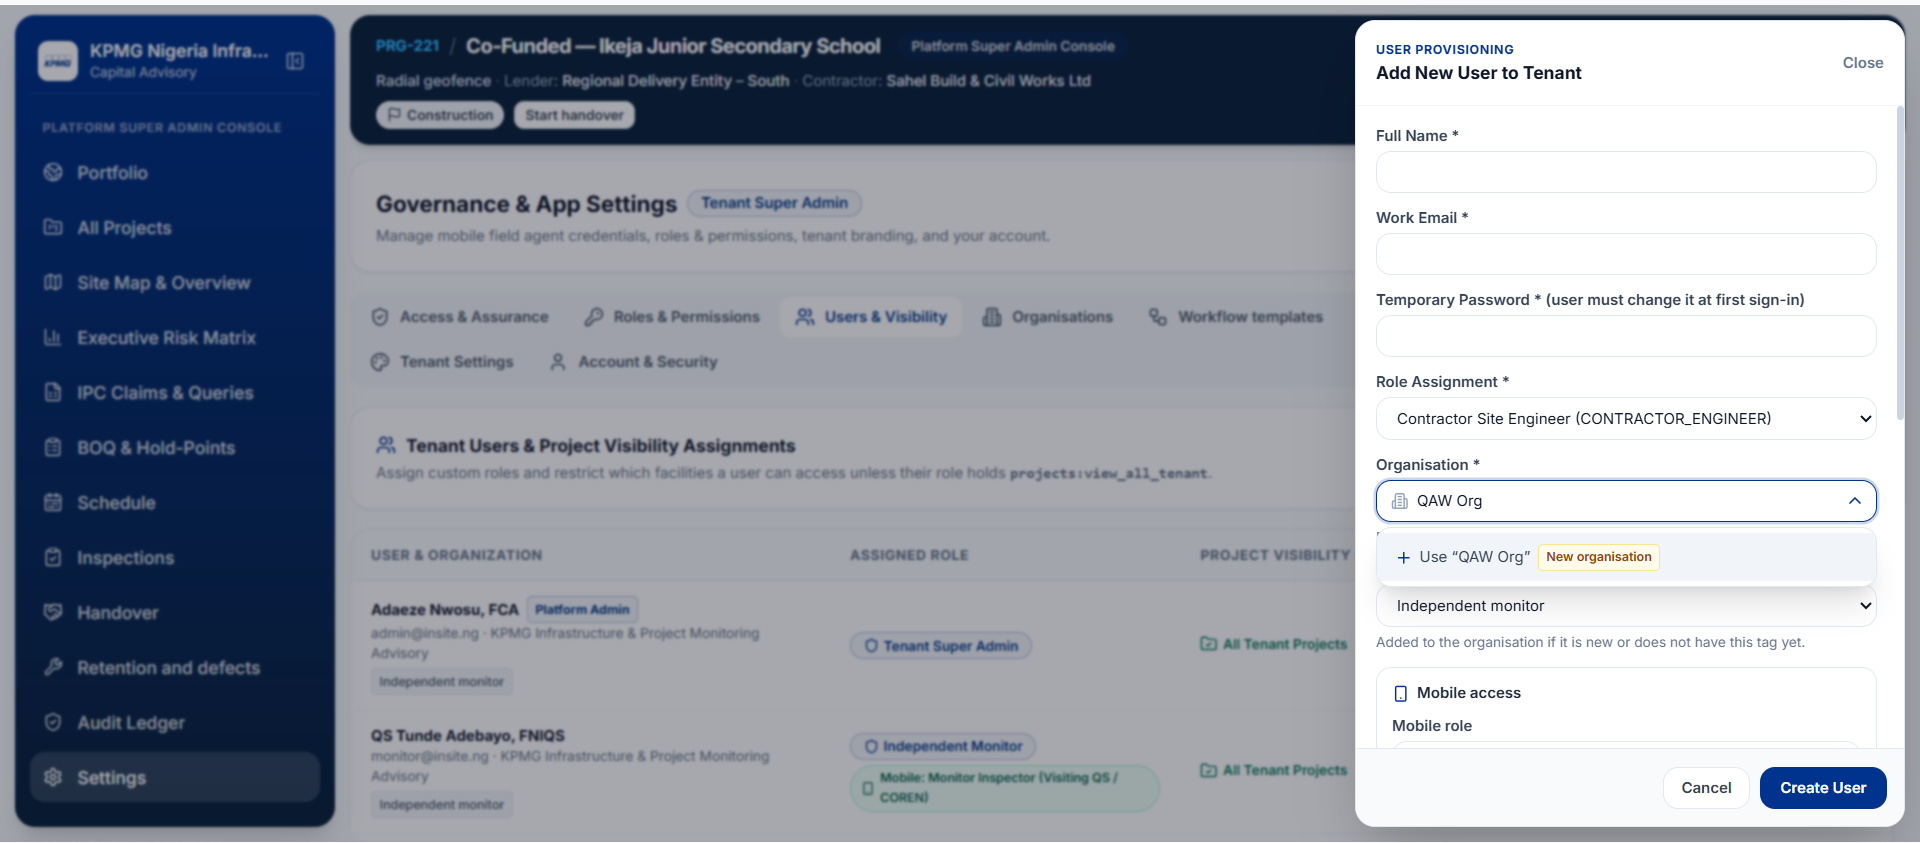 KPMG Nigeria Infra...
Capital Advisory
PLATFORM SUPER ADMIN CONSOLE
Portfolio
All Projects
Site Map & Overview
Executive Risk Matrix
IPC Claims & Queries
BOQ & Hold-Points
Schedule
Inspections
Handover
Retention and defects
Audit Ledger
Settings
PRG-221 / Co-Funded — Ikeja Junior Secondary School Platform Super Admin Console
Radial geofence · Lender: Regional Delivery Entity – South · Contractor: Sahel Build & Civil Works Ltd
Construction Start handover
Governance & App Settings Tenant Super Admin
Manage mobile field agent credentials, roles & permissions, tenant branding, and your account.
Access & Assurance Roles & Permissions Users & Visibility Organisations Workflow templates
Tenant Settings Account & Security
Tenant Users & Project Visibility Assignments
Assign custom roles and restrict which facilities a user can access unless their role holds projects:view_all_tenant.
USER & ORGANIZATION ASSIGNED ROLE PROJECT VISIBILITY
Adaeze Nwosu, FCA Platform Admin
admin@insite.ng · KPMG Infrastructure & Project Monitoring
Advisory
Independent monitor
Tenant Super Admin
All Tenant Projects
QS Tunde Adebayo, FNIQS
monitor@insite.ng · KPMG Infrastructure & Project Monitoring
Advisory
Independent monitor
Independent Monitor
Mobile: Monitor Inspector (Visiting QS /
COREN)
All Tenant Projects
USER PROVISIONING
Add New User to Tenant
Close
Full Name *
Work Email *
Temporary Password * (user must change it at first sign-in)
Role Assignment *
Contractor Site Engineer (CONTRACTOR_ENGINEER)
Organisation *
QAW Org
+ Use “QAW Org” New organisation
Independent monitor
Added to the organisation if it is new or does not have this tag yet.
Mobile access
Mobile role
Cancel Create User